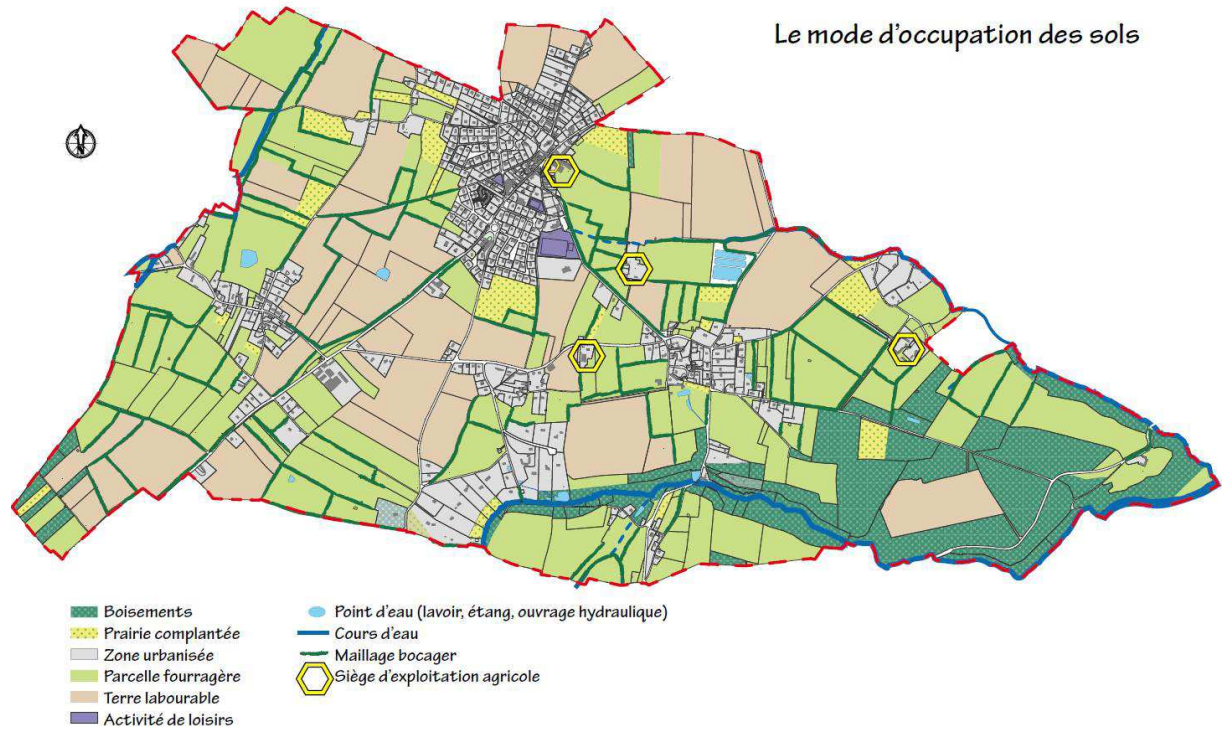 Le mode d'occupation des sols
N
Boisements
Prairie complantée
Zone urbanisée
Parcelle fourragère
Terre labourable
Activité de loisirs
Point d'eau (lavoir, étang, ouvrage hydraulique)
Cours d'eau
Maillage bocager
Siège d'exploitation agricole